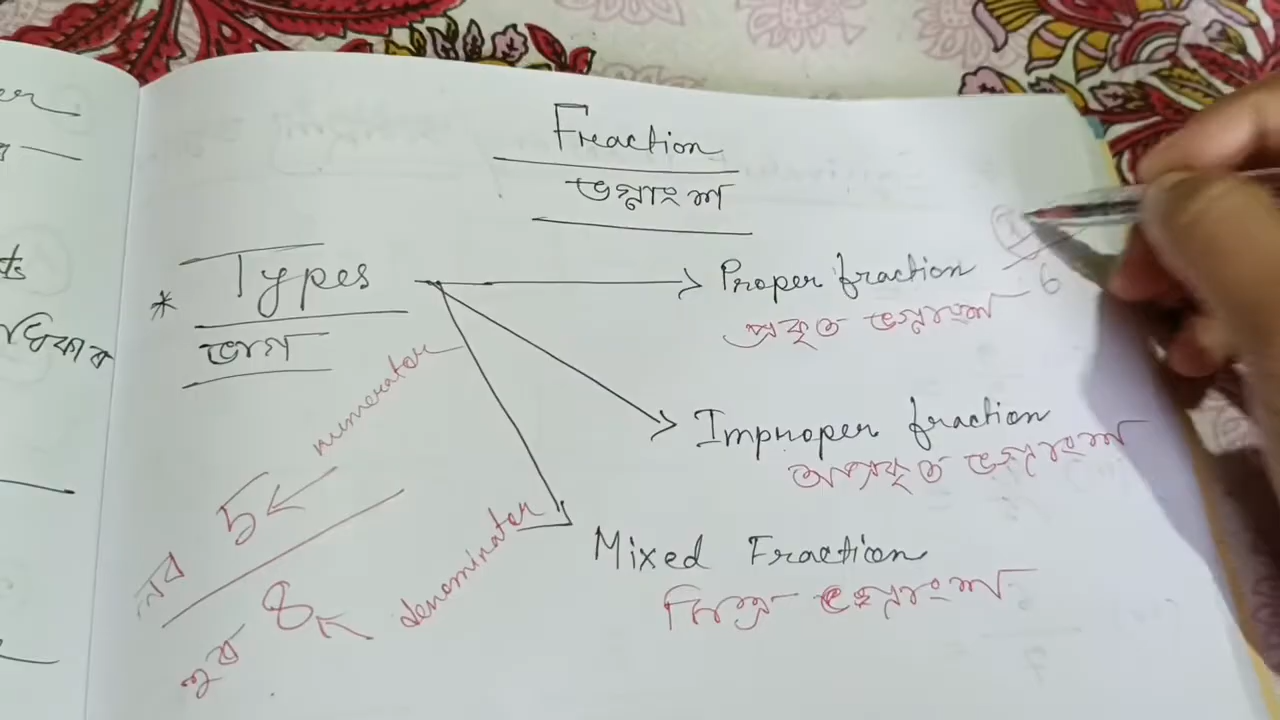 Fraction
ভগ্নাংশ
* Types
ভাগ
Proper fraction
প্রকৃত ভগ্নাংশ
6
Improper fraction
অপ্রকৃত ভগ্নাংশ
Mixed Fraction
মিশ্র ভগ্নাংশ
numerator
লব 5
denominator
হর 8